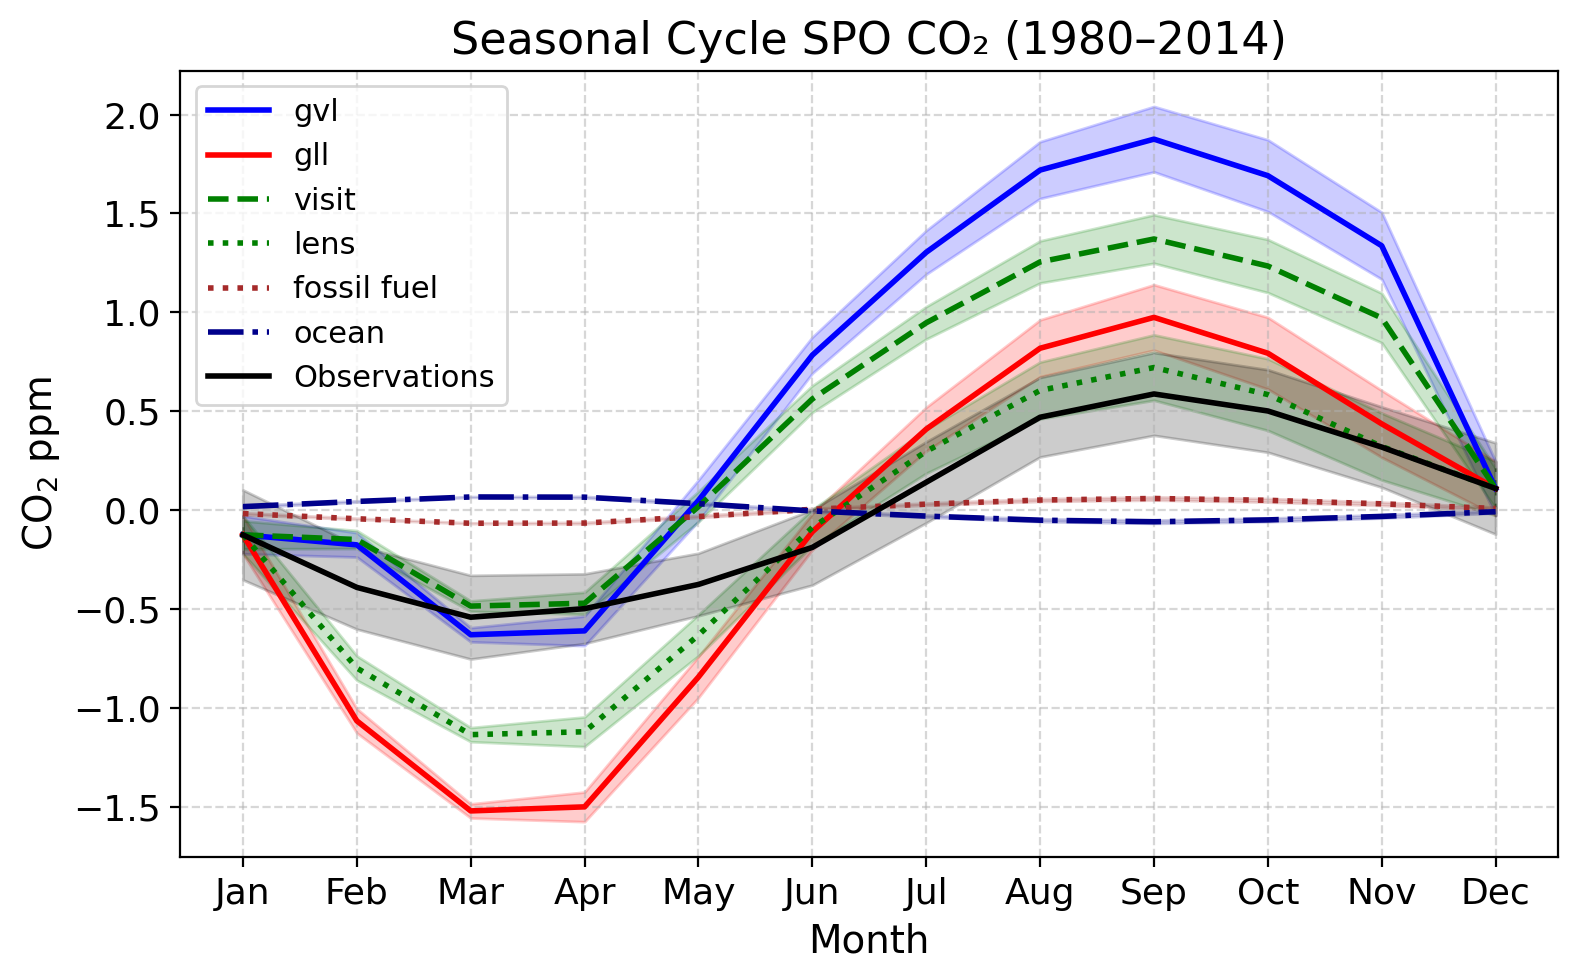 Seasonal Cycle SPO CO₂ (1980–2014)
gvl
gll
visit
lens
fossil fuel
ocean
Observations
CO₂ ppm
2.0
1.5
1.0
0.5
0.0
−0.5
−1.0
−1.5
Jan Feb Mar Apr May Jun Jul Aug Sep Oct Nov Dec
Month